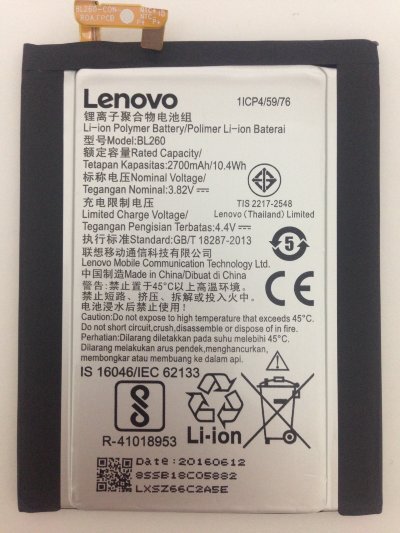 BL260-CON
ROA.FPCB
NTC
P+
P+
Lenovo
1ICP4/59/76
锂离子聚合物电池组
Li-ion Polymer Battery/Polimer Li-ion Baterai
型号Model:BL260
额定容量Rated Capacity/
Tetapan Kapasitas:2700mAh/10.4Wh
标称电压Nominal Voltage/
Tegangan Nominal:3.82V
充电限制电压
TIS 2217-2548
Limited Charge Voltage/
Lenovo (Thailand) Limited
Tegangan Pengisian Terbatas:4.4V
执行标准Standard:GB/T 18287-2013
联想移动通信科技有限公司
Lenovo Mobile Communication Technology Ltd.
中国制造Made in China/Dibuat di China
5
CE
警告:禁止置于45℃以上高温环境。
禁止短路、挤压、拆解或投入火中。
电池浸水后禁止使用!
Caution:Do not expose to high temperature that exceeds 45°C.
Do not short circuit,crush,disassemble or dispose of in fire.
Perhatian:Dilarang diletakkan pada suhu melebihi 45°C.
Dilarang melakukan arus pendek,mengancurkan,
membongkar atau membuang ke dalam api.
IS 16046/IEC 62133
R-41018953
Li-ion
Date:20160612
8SSB18C05882
LXSZ66C2A5E